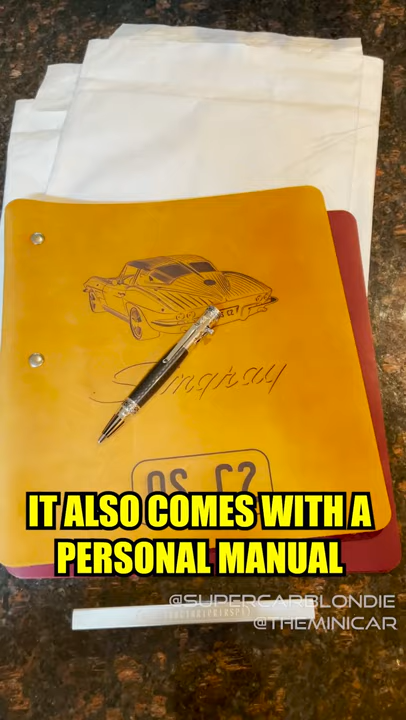 Stingray
IT ALSO COMES WITH A
PERSONAL MANUAL
@SUPERCARBLONDIE
@THEMINICAR